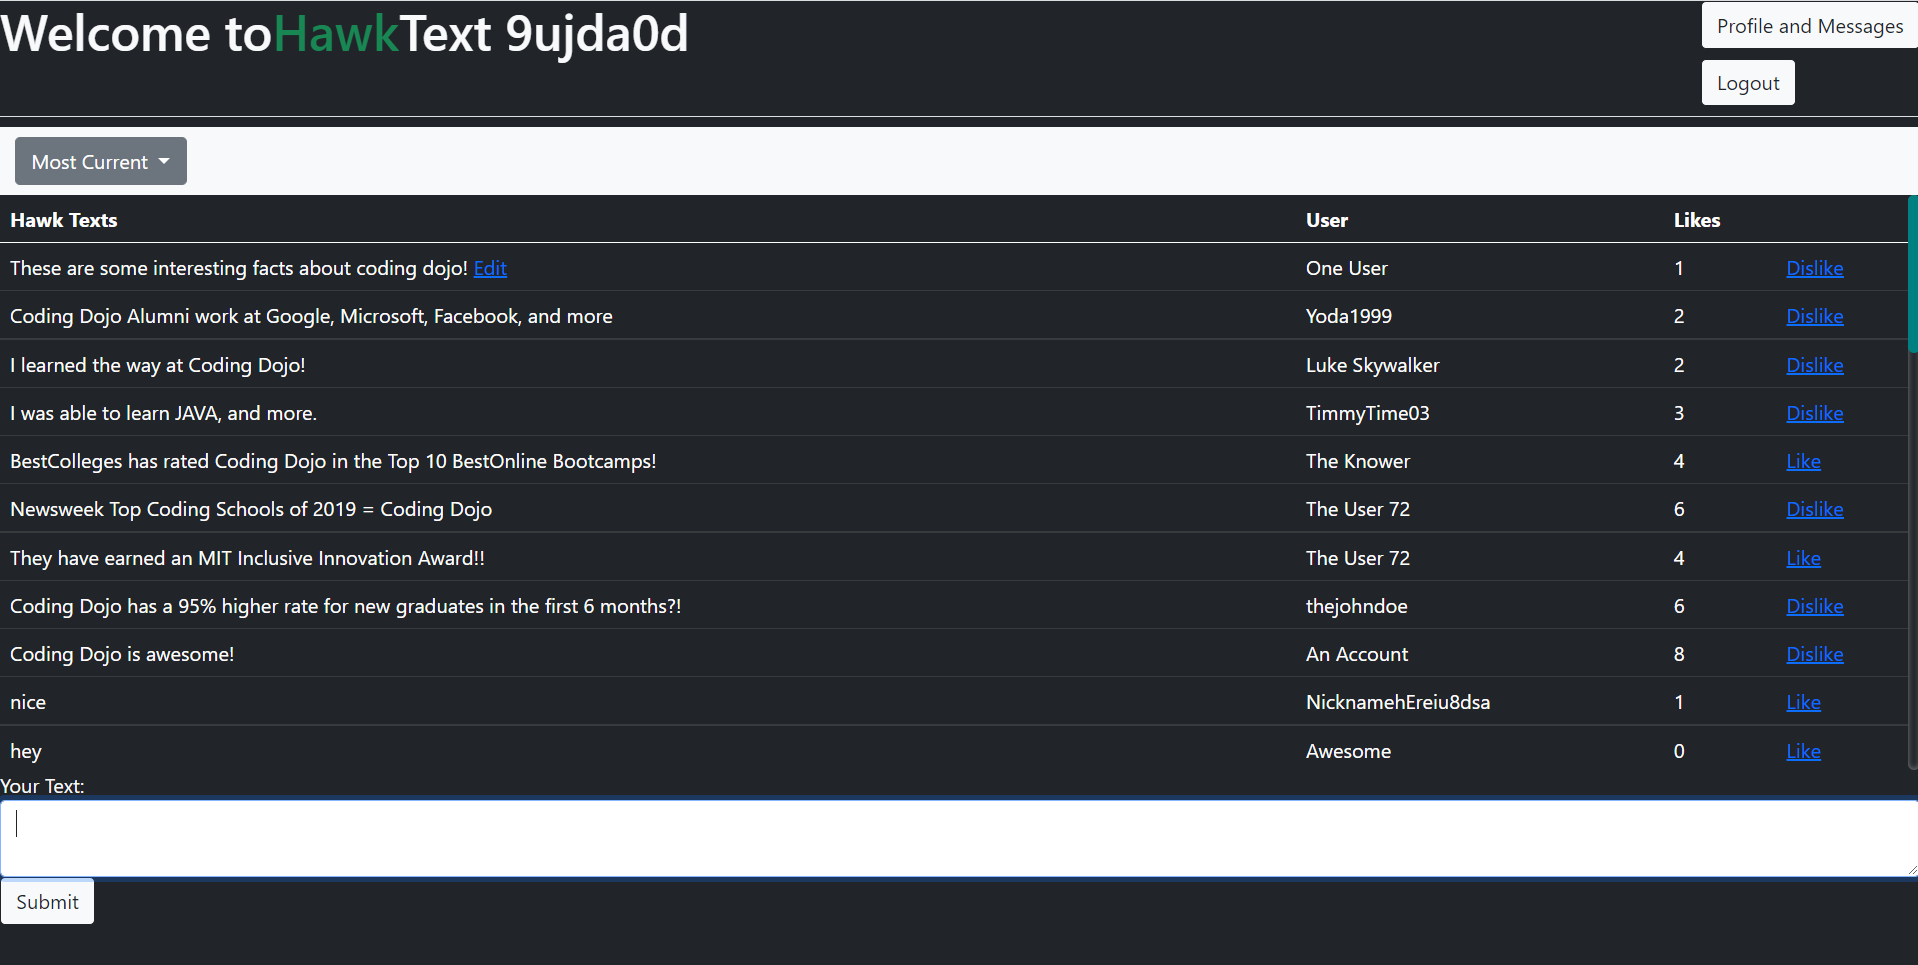 Welcome toHawkText 9ujda0d
Profile and Messages
Logout
Most Current
Hawk Texts User Likes
These are some interesting facts about coding dojo! Edit One User 1 Dislike
Coding Dojo Alumni work at Google, Microsoft, Facebook, and more Yoda1999 2 Dislike
I learned the way at Coding Dojo! Luke Skywalker 2 Dislike
I was able to learn JAVA, and more. TimmyTime03 3 Dislike
BestColleges has rated Coding Dojo in the Top 10 BestOnline Bootcamps! The Knower 4 Like
Newsweek Top Coding Schools of 2019 = Coding Dojo The User 72 6 Dislike
They have earned an MIT Inclusive Innovation Award!! The User 72 4 Like
Coding Dojo has a 95% higher rate for new graduates in the first 6 months?! thejohndoe 6 Dislike
Coding Dojo is awesome! An Account 8 Dislike
nice NicknamehEreiu8dsa 1 Like
hey Awesome 0 Like
Your Text:
Submit